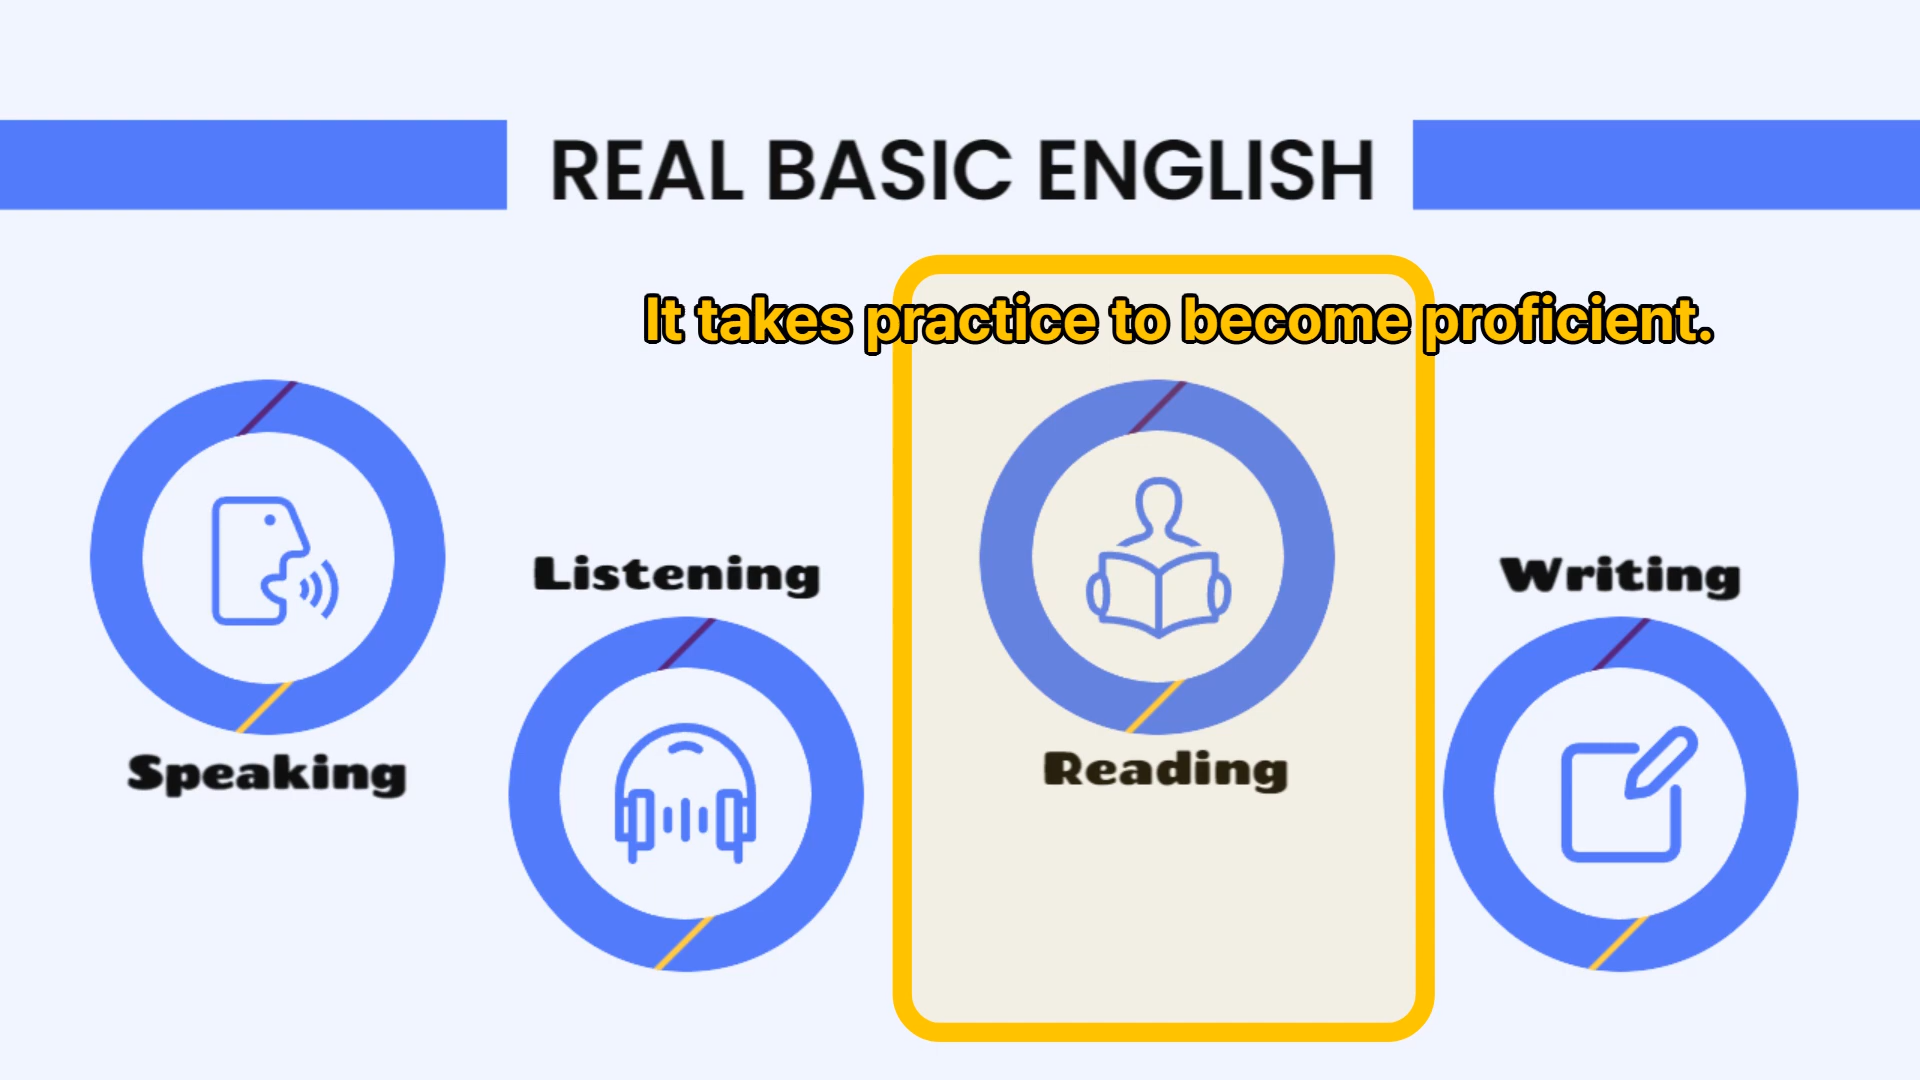 REAL BASIC ENGLISH
It takes practice to become proficient.
Speaking
Listening
Reading
Writing